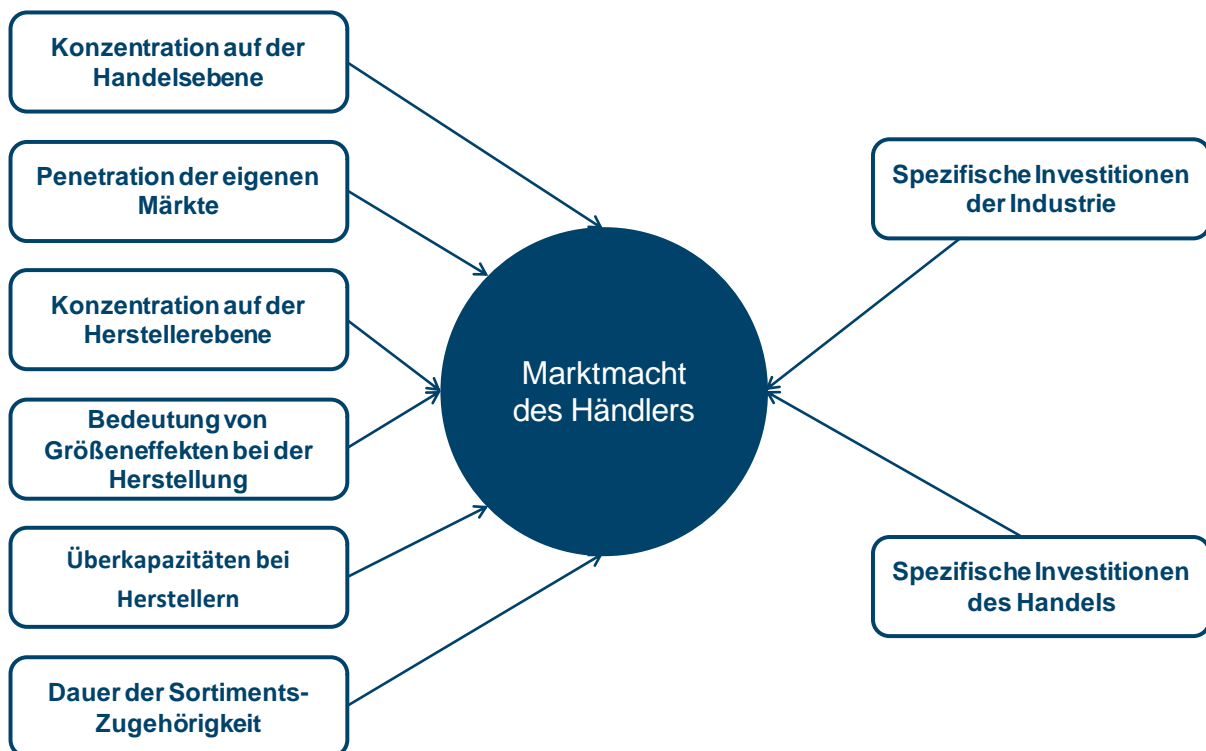 Konzentration auf der
Handelsebene
Penetration der eigenen
Märkte
Konzentration auf der
Herstellerebene
Bedeutung von
Größeneffekten bei der
Herstellung
Überkapazitäten bei
Herstellern
Dauer der Sortiments-
Zugehörigkeit
Marktmacht
des Händlers
Spezifische Investitionen
der Industrie
Spezifische Investitionen
des Handels